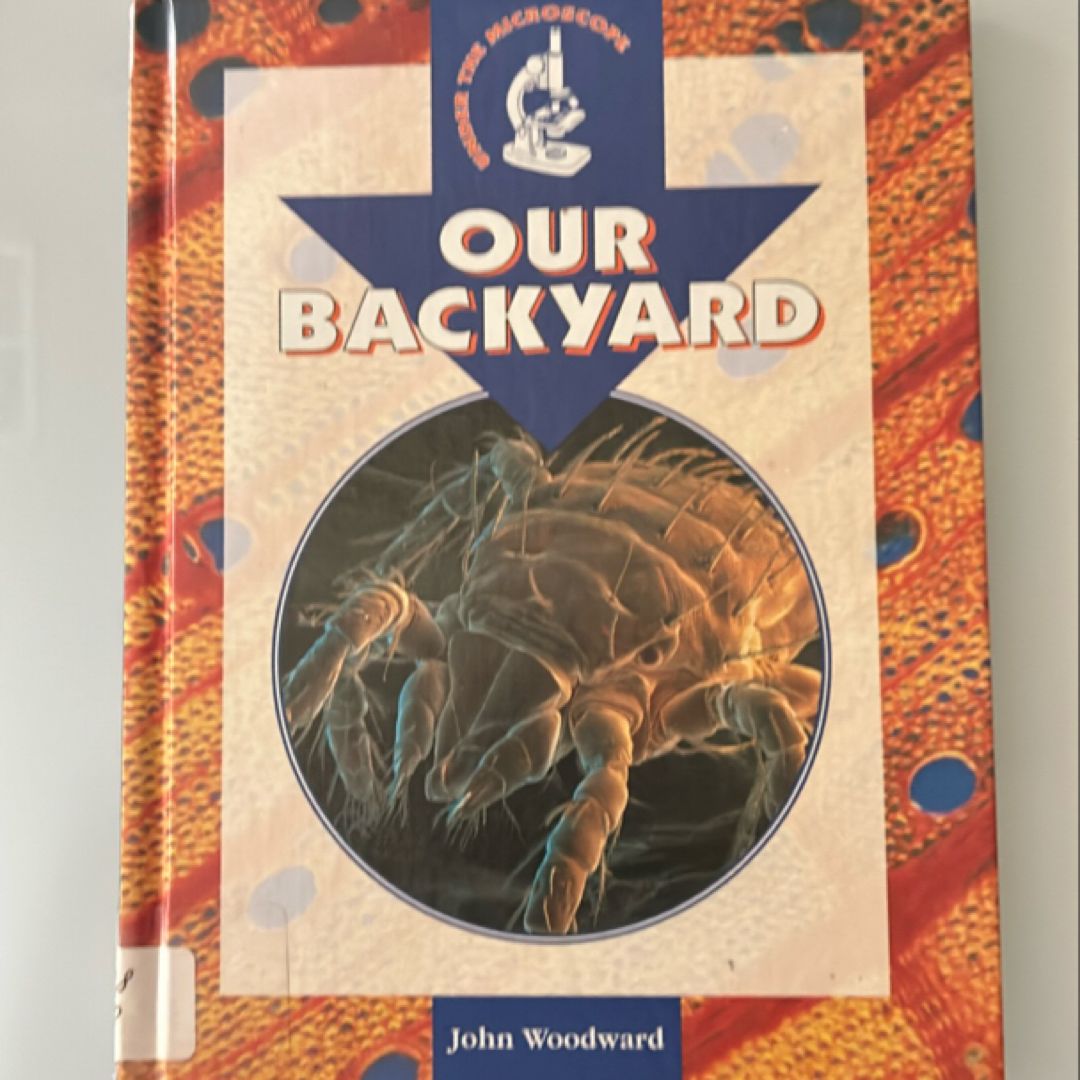 UNDER THE MICROSCOPE
OUR
BACKYARD
John Woodward